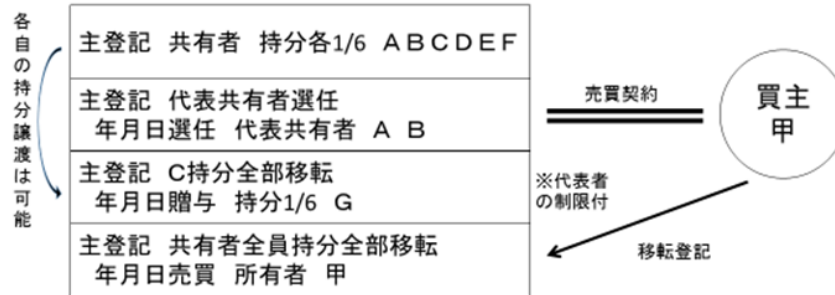 各自の持分譲渡は可能
主登記 共有者 持分各1/6 ＡＢＣＤＥＦ
主登記 代表共有者選任
年月日選任 代表共有者 Ａ Ｂ
主登記 Ｃ持分全部移転
年月日贈与 持分1/6 Ｇ
主登記 共有者全員持分全部移転
年月日売買 所有者 甲
売買契約
※代表者
の制限付
移転登記
買主
甲